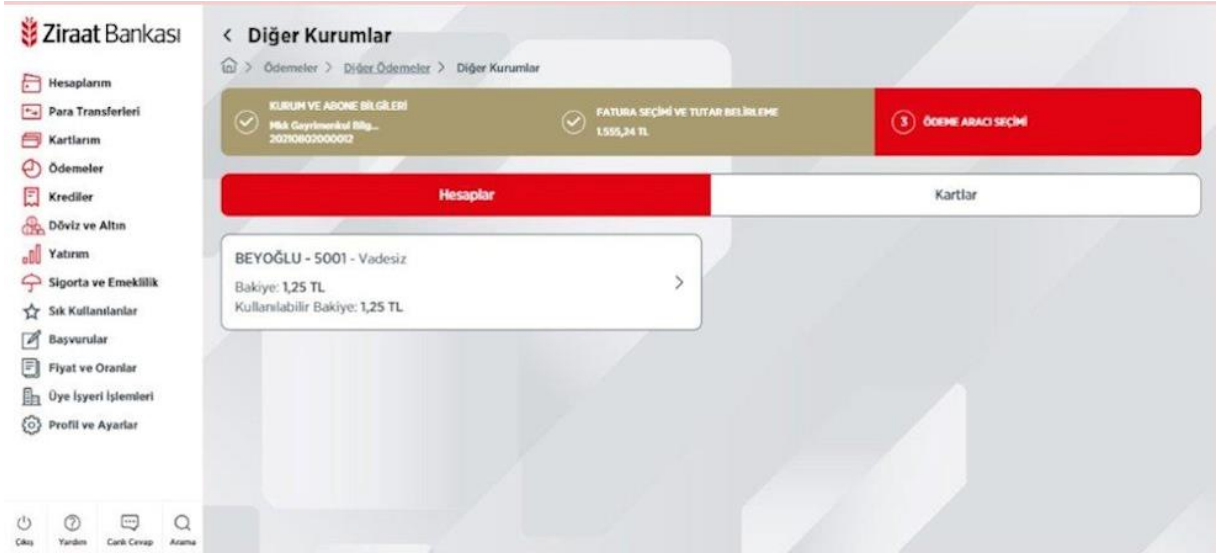 Ziraat Bankası
Hesaplarım
Para Transferleri
Kartlarım
Ödemeler
Krediler
Döviz ve Altın
Yatırım
Sigorta ve Emeklilik
Sık Kullanılanlar
Başvurular
Fiyat ve Oranlar
Üye İşyeri İşlemleri
Profil ve Ayarlar
Çıkış
Yardım
Canlı Cevap
Arama
< Diğer Kurumlar
> Ödemeler > Diğer Ödemeler > Diğer Kurumlar
KURUM VE ABONE BİLGİLERİ
Mkk Gayrimenkul Bilg...
20210802000012
FATURA SEÇİMİ VE TUTAR BELİRLEME
1.555,24 TL
3 ÖDEME ARACI SEÇİMİ
Hesaplar
Kartlar
BEYOĞLU - 5001 - Vadesiz
Bakiye: 1,25 TL
Kullanılabilir Bakiye: 1,25 TL